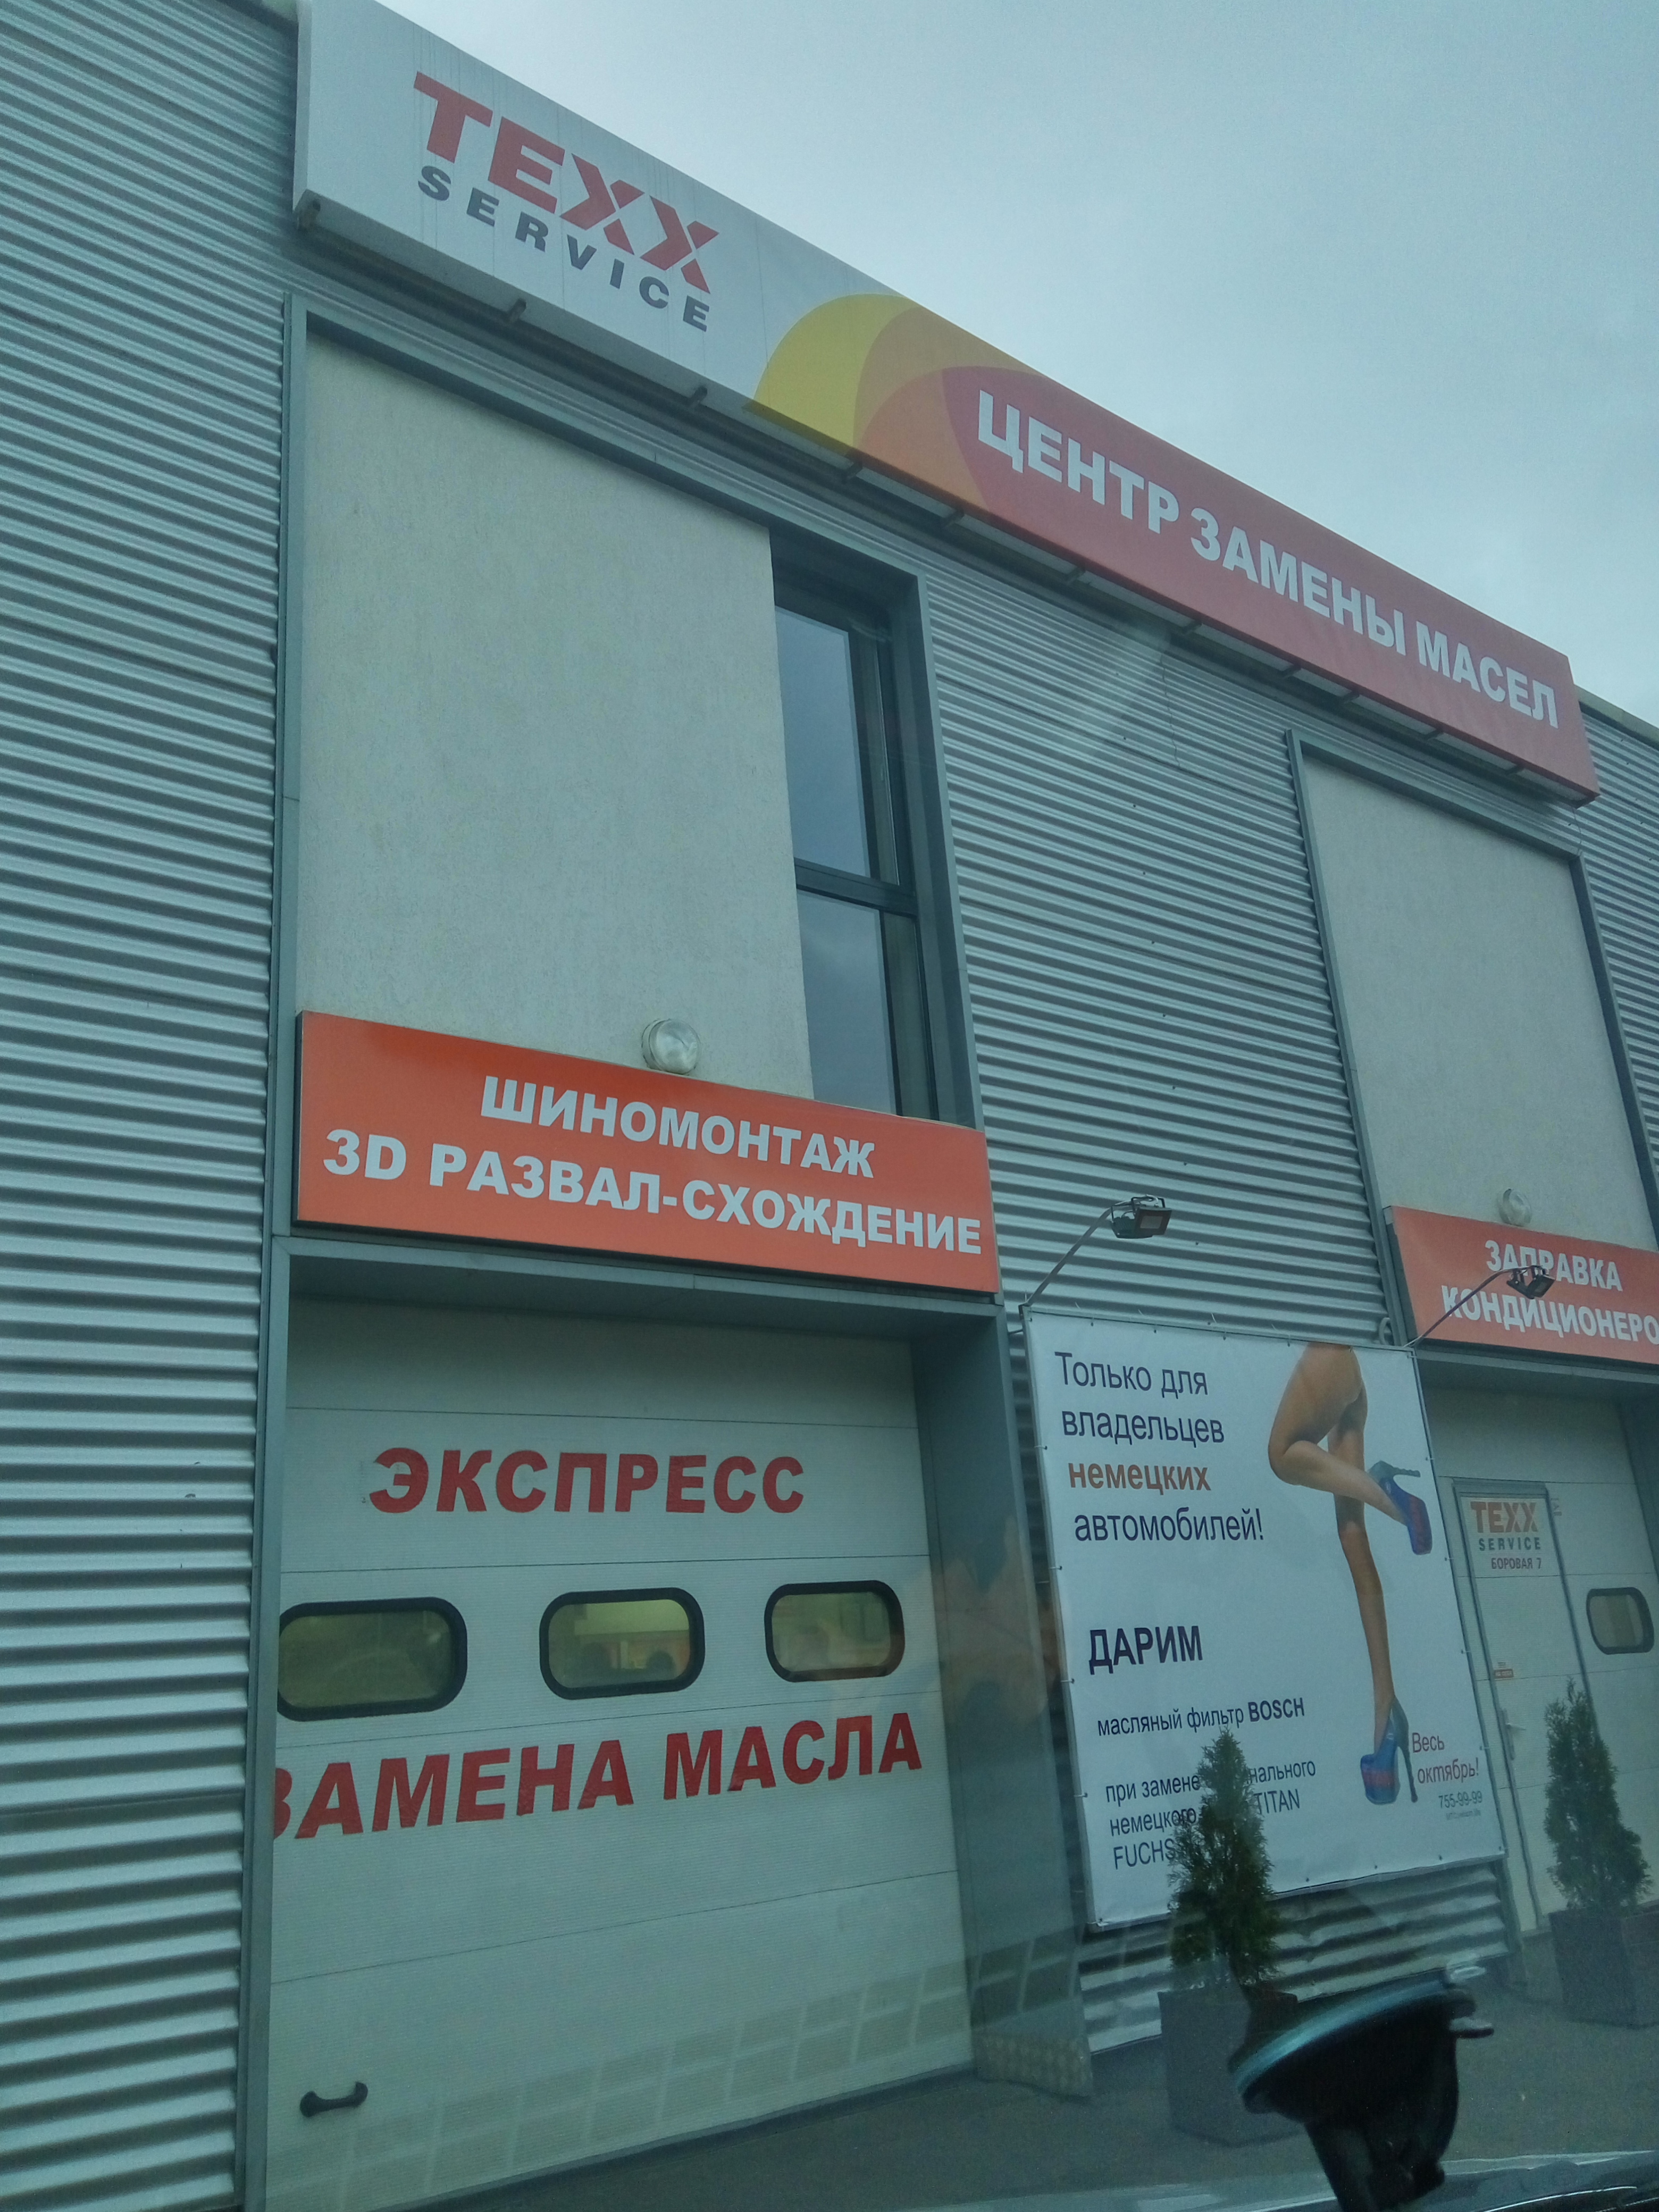 TEXX
SERVICE
ЦЕНТР ЗАМЕНЫ МАСЕЛ
ШИНОМОНТАЖ
3D РАЗВАЛ-СХОЖДЕНИЕ
ЗАПРАВКА
КОНДИЦИОНЕРО
ЭКСПРЕСС
ЗАМЕНА МАСЛА
Только для
владельцев
немецких
автомобилей!
ДАРИМ
масляный фильтр BOSCH
при замене
немецкого TITAN
FUCHS
Весь
октябрь!
755-99-99
TEXX
SERVICE
БОРОВАЯ 7